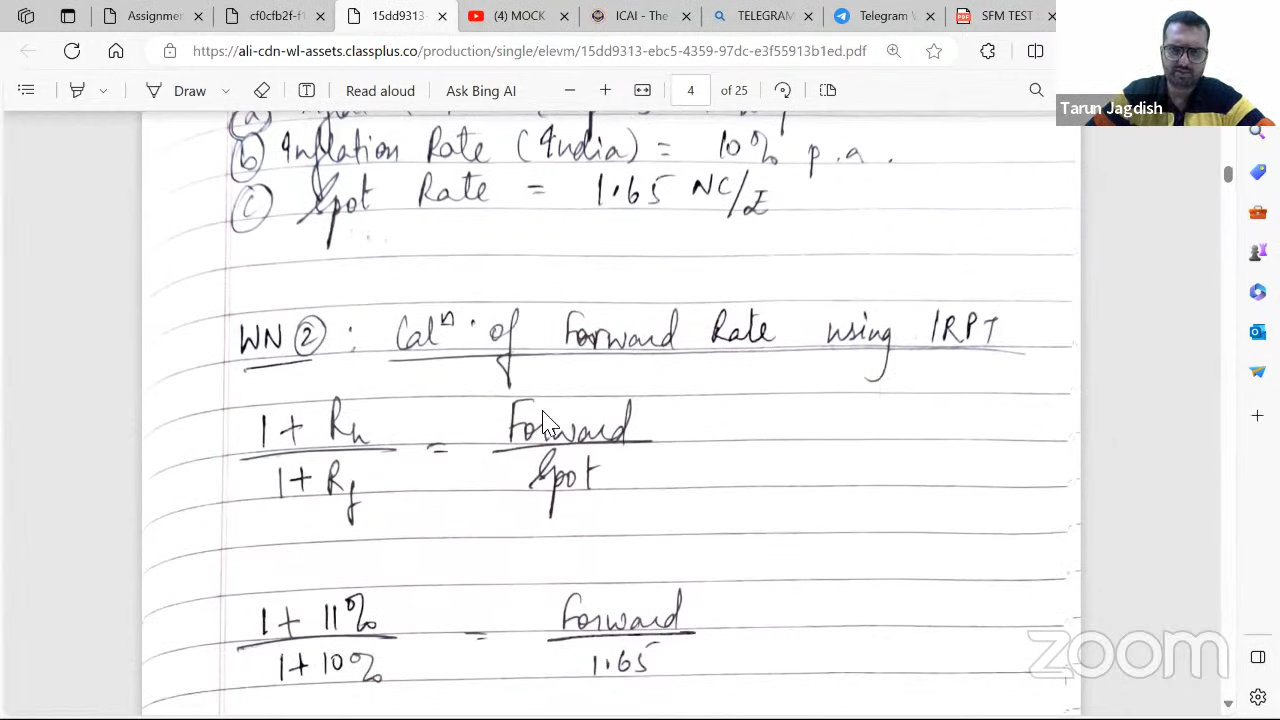 Assignmer
c0cfb2f-f1
15dd9313-
(4) MOCK
ICAI - The
TELEGRAM
Telegram
SFM TEST
https://ali-cdn-wl-assets.classplus.co/production/single/elevm/15dd9313-ebc5-4359-97dc-e3f55913b1ed.pdf
Draw
Read aloud
Ask Bing AI
4
of 25
Tarun Jagdish
(b) Inflation Rate (India) = 10% p.a.
(c) Spot Rate = 1.65 NC/£
WN (2) : Calⁿ. of Forward Rate using IRPT
1 + Rh = Forward
1 + Rf Spot
1 + 11% = Forward
1 + 10% 1.65
zoom